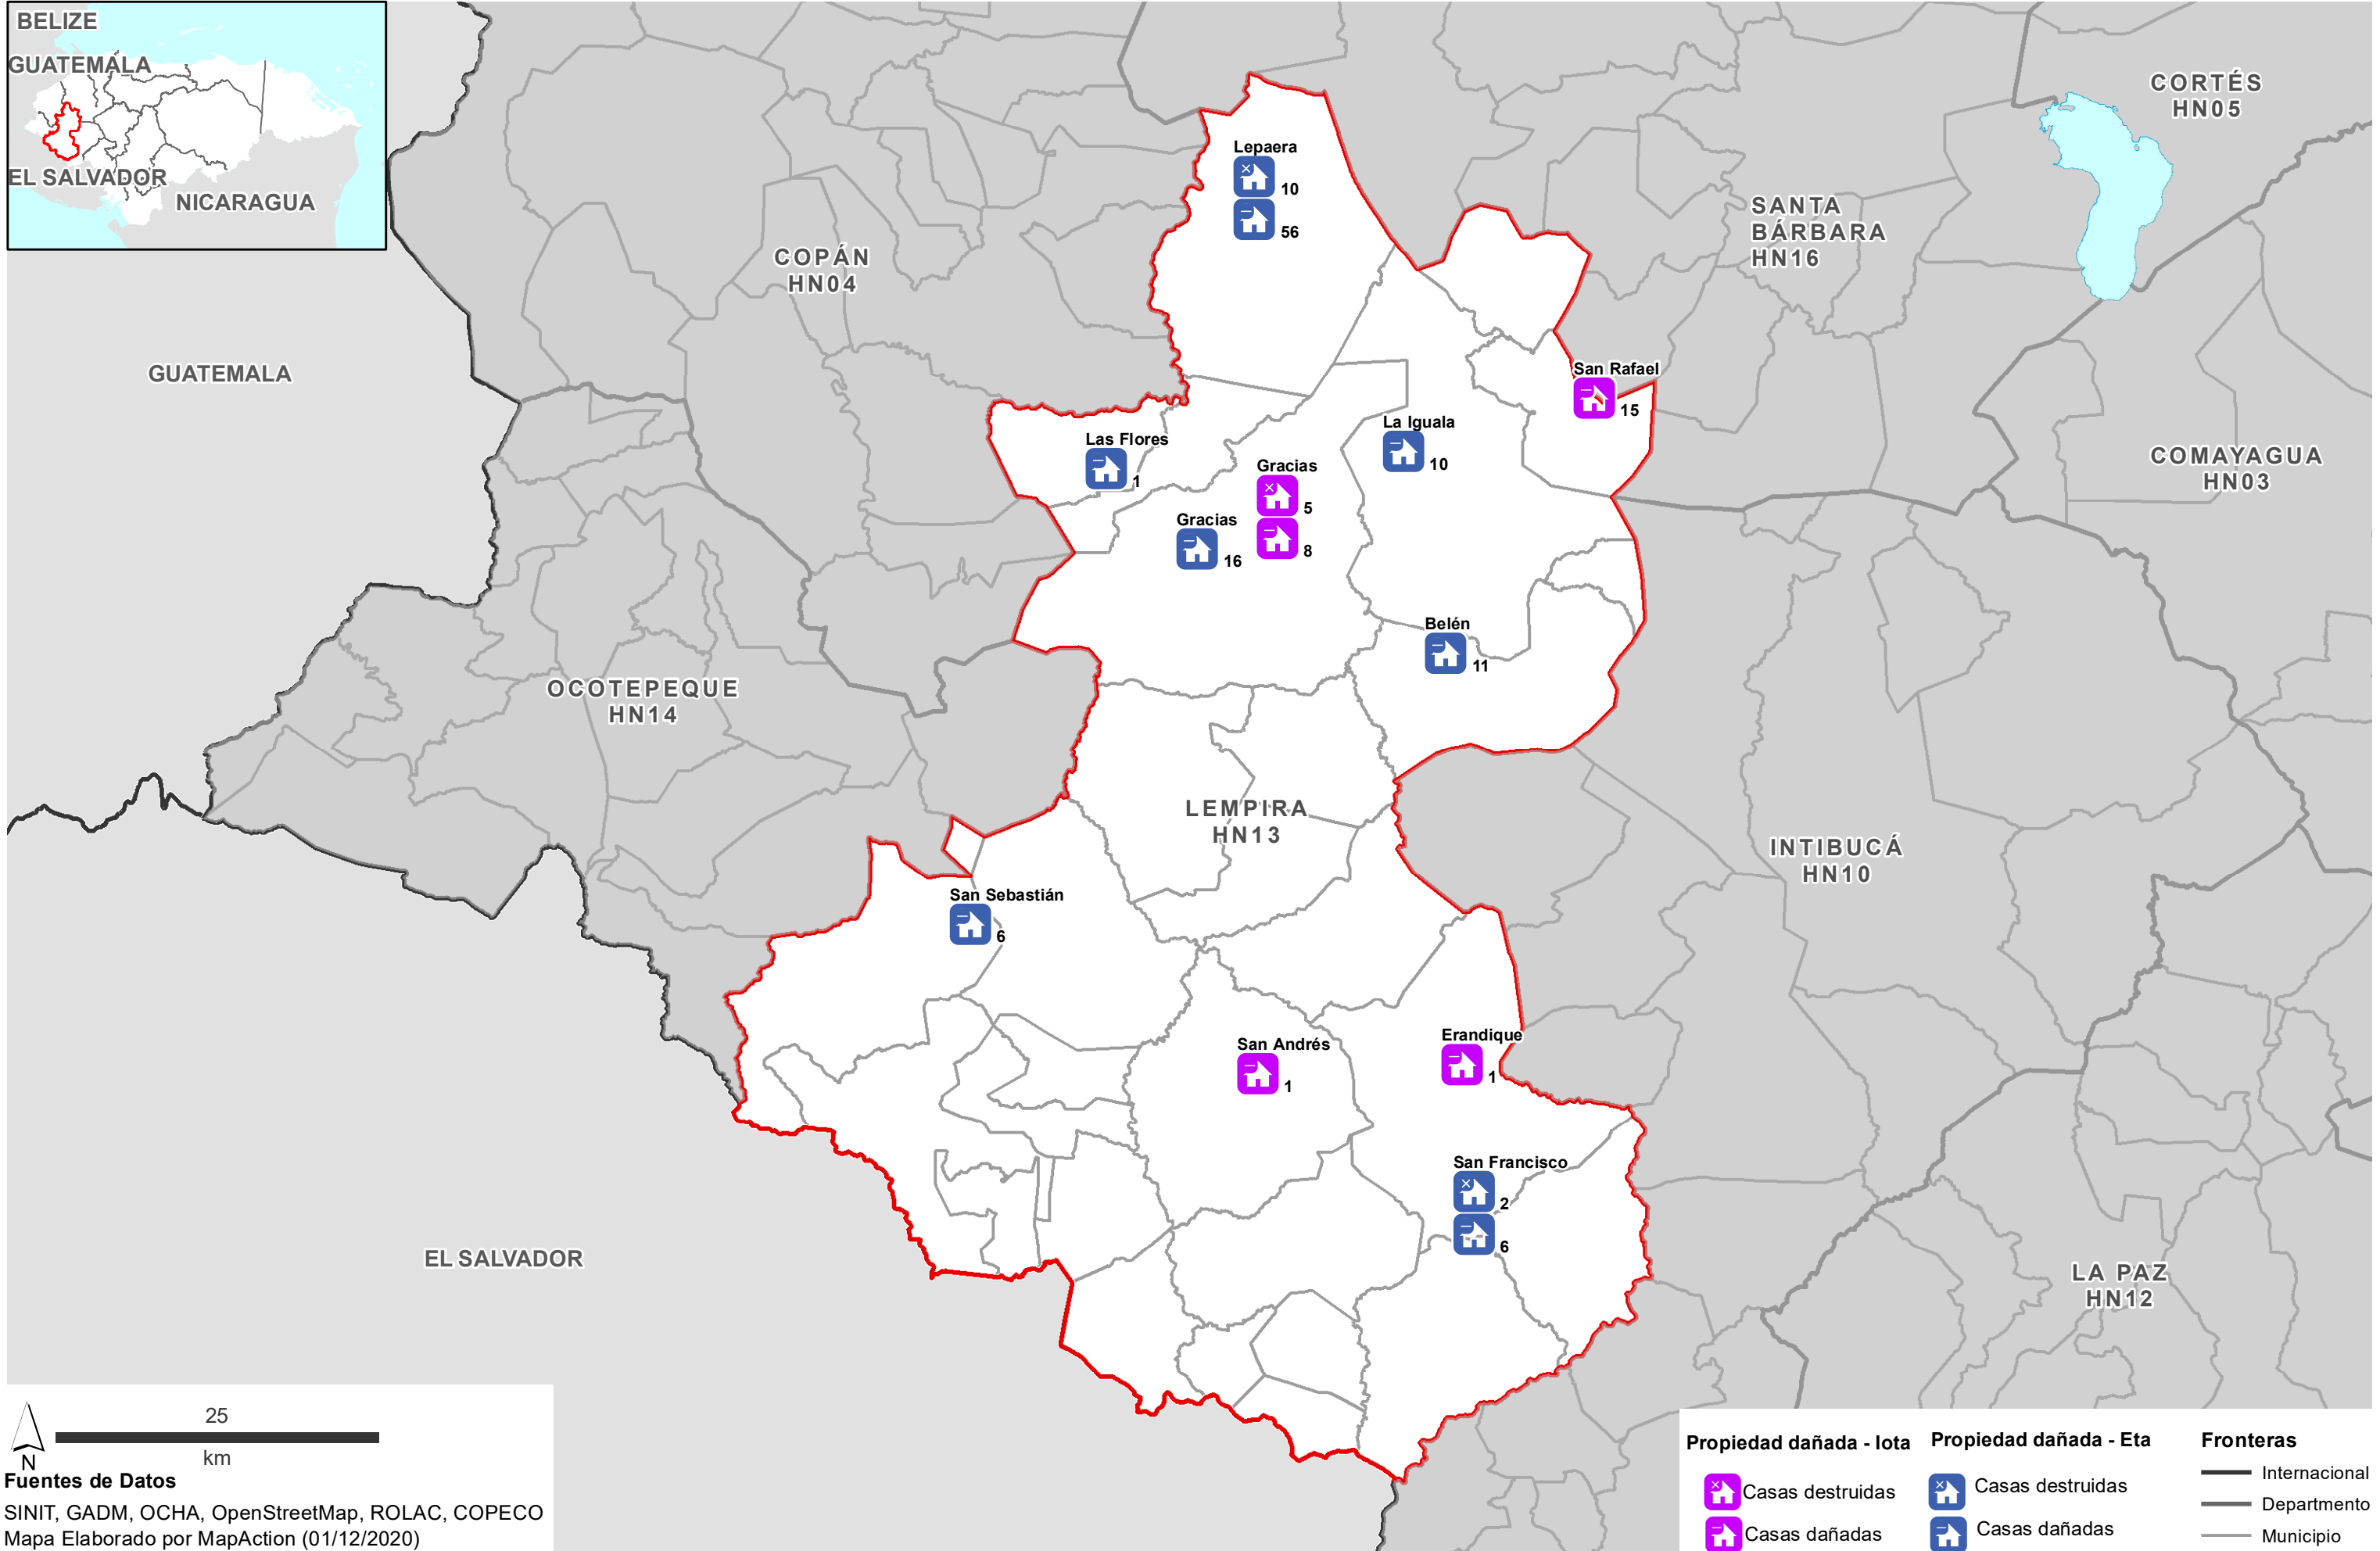 BELIZE
GUATEMALA
EL SALVADOR
NICARAGUA
CORTÉS
HN05
Lepaera
10
56
SANTA
BÁRBARA
HN16
COPÁN
HN04
GUATEMALA
San Rafael
15
La Iguala
10
Las Flores
1
Gracias
5
8
Gracias
16
COMAYAGUA
HN03
Belén
11
OCOTEPEQUE
HN14
LEMPIRA
HN13
INTIBUCÁ
HN10
San Sebastián
6
San Andrés
1
Erandique
1
San Francisco
2
6
EL SALVADOR
LA PAZ
HN12
25
km
N
Fuentes de Datos
SINIT, GADM, OCHA, OpenStreetMap, ROLAC, COPECO
Mapa Elaborado por MapAction (01/12/2020)
Propiedad dañada - Iota
Casas destruidas
Casas dañadas
Propiedad dañada - Eta
Casas destruidas
Casas dañadas
Fronteras
Internacional
Departmento
Municipio